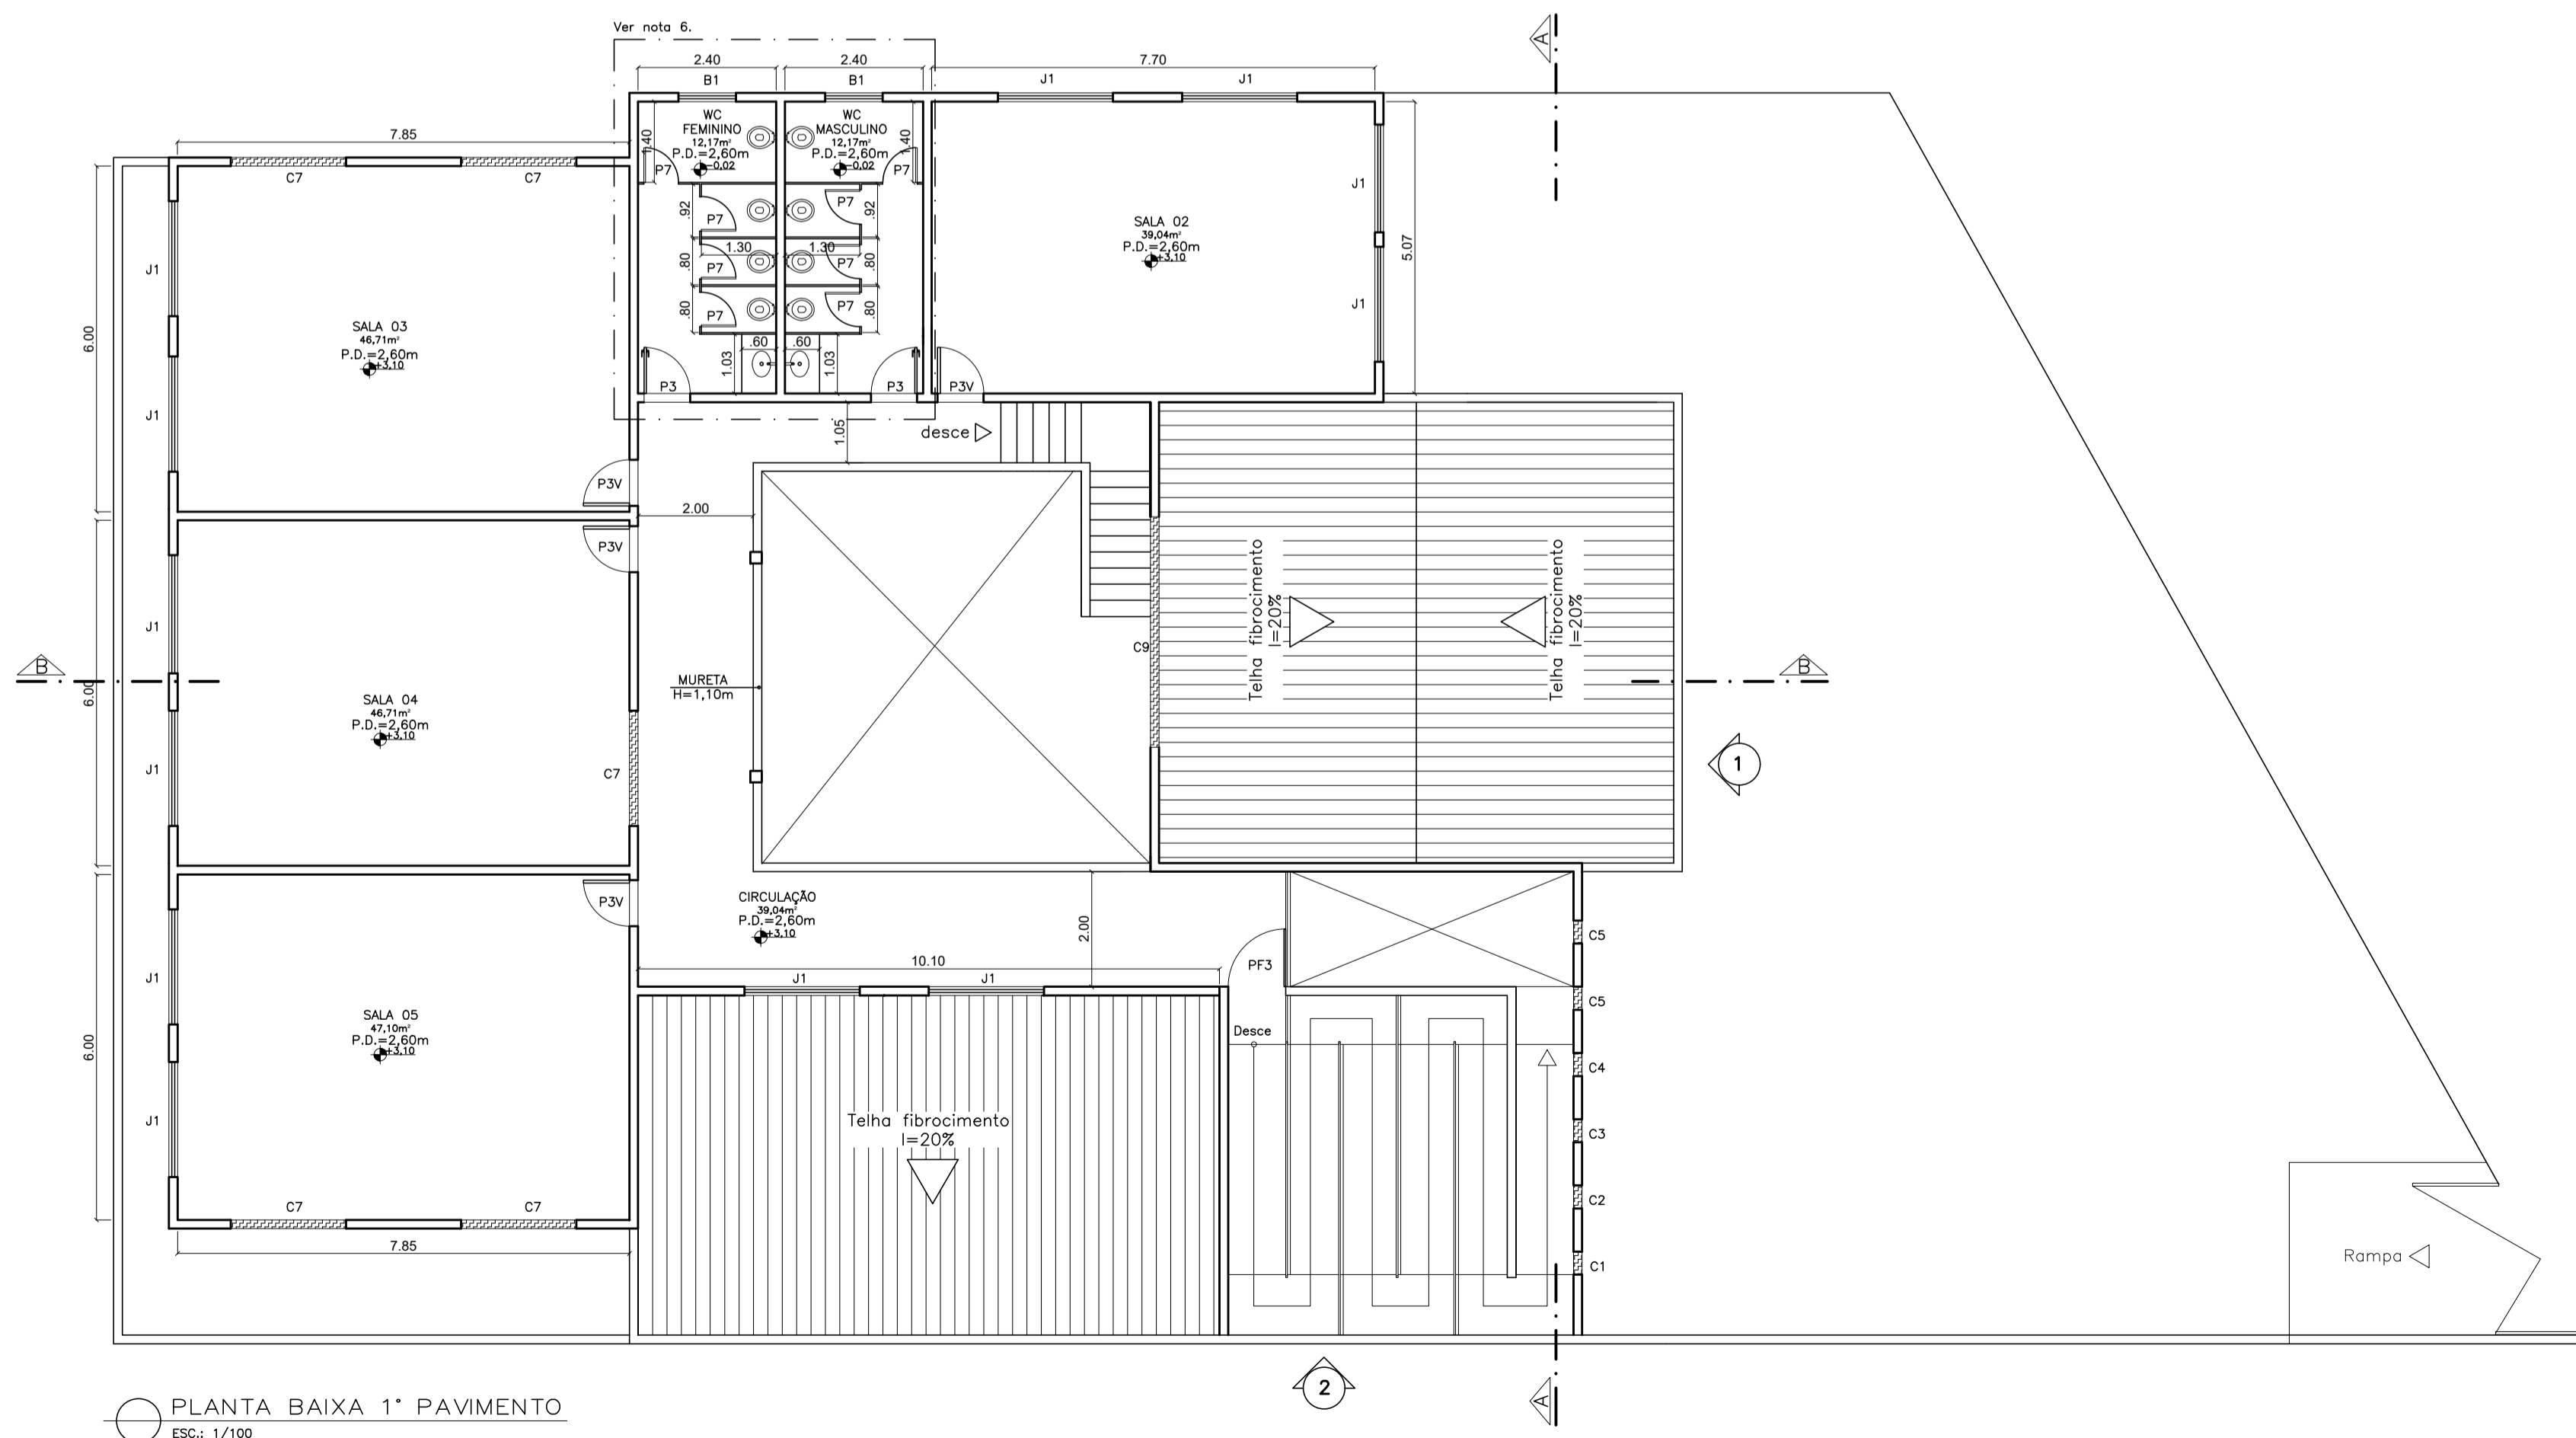 Ver nota 6.
2.40
2.40
7.70
B1
B1
J1
J1
A
7.85
C7
C7
WC
FEMININO
12,17m²
P.D.=2,60m
-0,02
1.40
P7
WC
MASCULINO
12,17m²
P.D.=2,60m
-0,02
1.40
P7
J1
.92
P7
P7
.92
SALA 02
39,04m²
P.D.=2,60m
+3,10
5.07
1.30
1.30
J1
.80
P7
P7
.80
J1
.80
P7
P7
.80
6.00
SALA 03
46,71m²
P.D.=2,60m
+3,10
.60
.60
1.03
1.03
P3
P3
P3V
J1
1.05
desce
P3V
2.00
P3V
Telha fibrocimento
I=20%
Telha fibrocimento
I=20%
J1
C9
B
B
6.00
MURETA
H=1,10m
SALA 04
46,71m²
P.D.=2,60m
+3,10
J1
C7
1
P3V
CIRCULAÇÃO
39,04m²
P.D.=2,60m
+3,10
2.00
C5
10.10
PF3
J1
J1
J1
C5
SALA 05
47,10m²
P.D.=2,60m
+3,10
6.00
Desce
C4
J1
Telha fibrocimento
I=20%
C3
C7
C7
C2
7.85
C1
Rampa
2
A
PLANTA BAIXA 1° PAVIMENTO
ESC.: 1/100